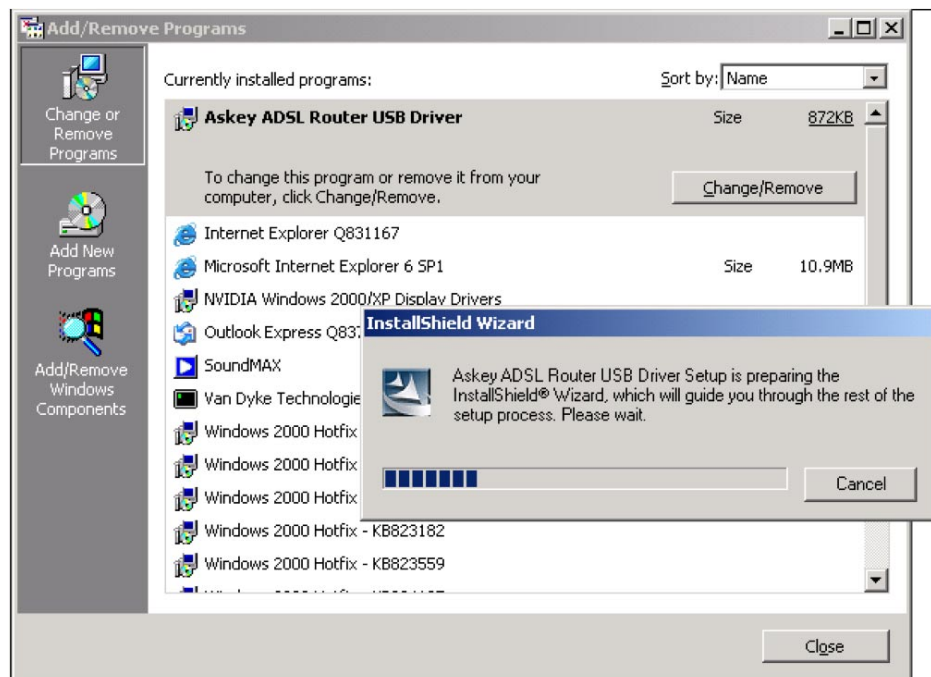 Add/Remove Programs
Change or
Remove
Programs
Add New
Programs
Add/Remove
Windows
Components
Currently installed programs:
Sort by: Name
Askey ADSL Router USB Driver Size 872KB
To change this program or remove it from your
computer, click Change/Remove.
Change/Remove
Internet Explorer Q831167
Microsoft Internet Explorer 6 SP1 Size 10.9MB
NVIDIA Windows 2000/XP Display Drivers
Outlook Express
SoundMAX
Van Dyke
Windows 2000 Hotfix
Windows 2000 Hotfix
Windows 2000 Hotfix
Windows 2000 Hotfix - KB823182
Windows 2000 Hotfix - KB823559
InstallShield Wizard
Askey ADSL Router USB Driver Setup is preparing the
InstallShield® Wizard, which will guide you through the rest of the
setup process. Please wait.
Cancel
Close